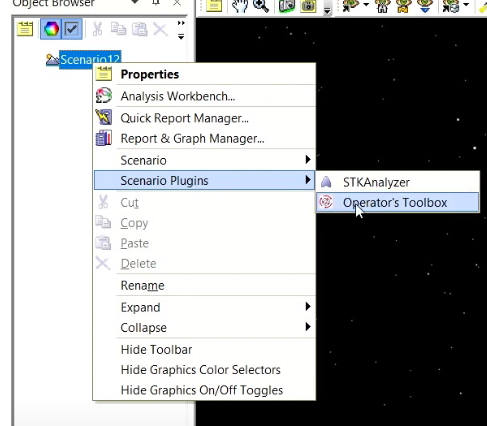 Object Browser
Scenario12
Properties
Analysis Workbench...
Quick Report Manager...
Report & Graph Manager...
Scenario
Scenario Plugins
STKAnalyzer
Operator's Toolbox
Cut
Copy
Paste
Delete
Rename
Expand
Collapse
Hide Toolbar
Hide Graphics Color Selectors
Hide Graphics On/Off Toggles